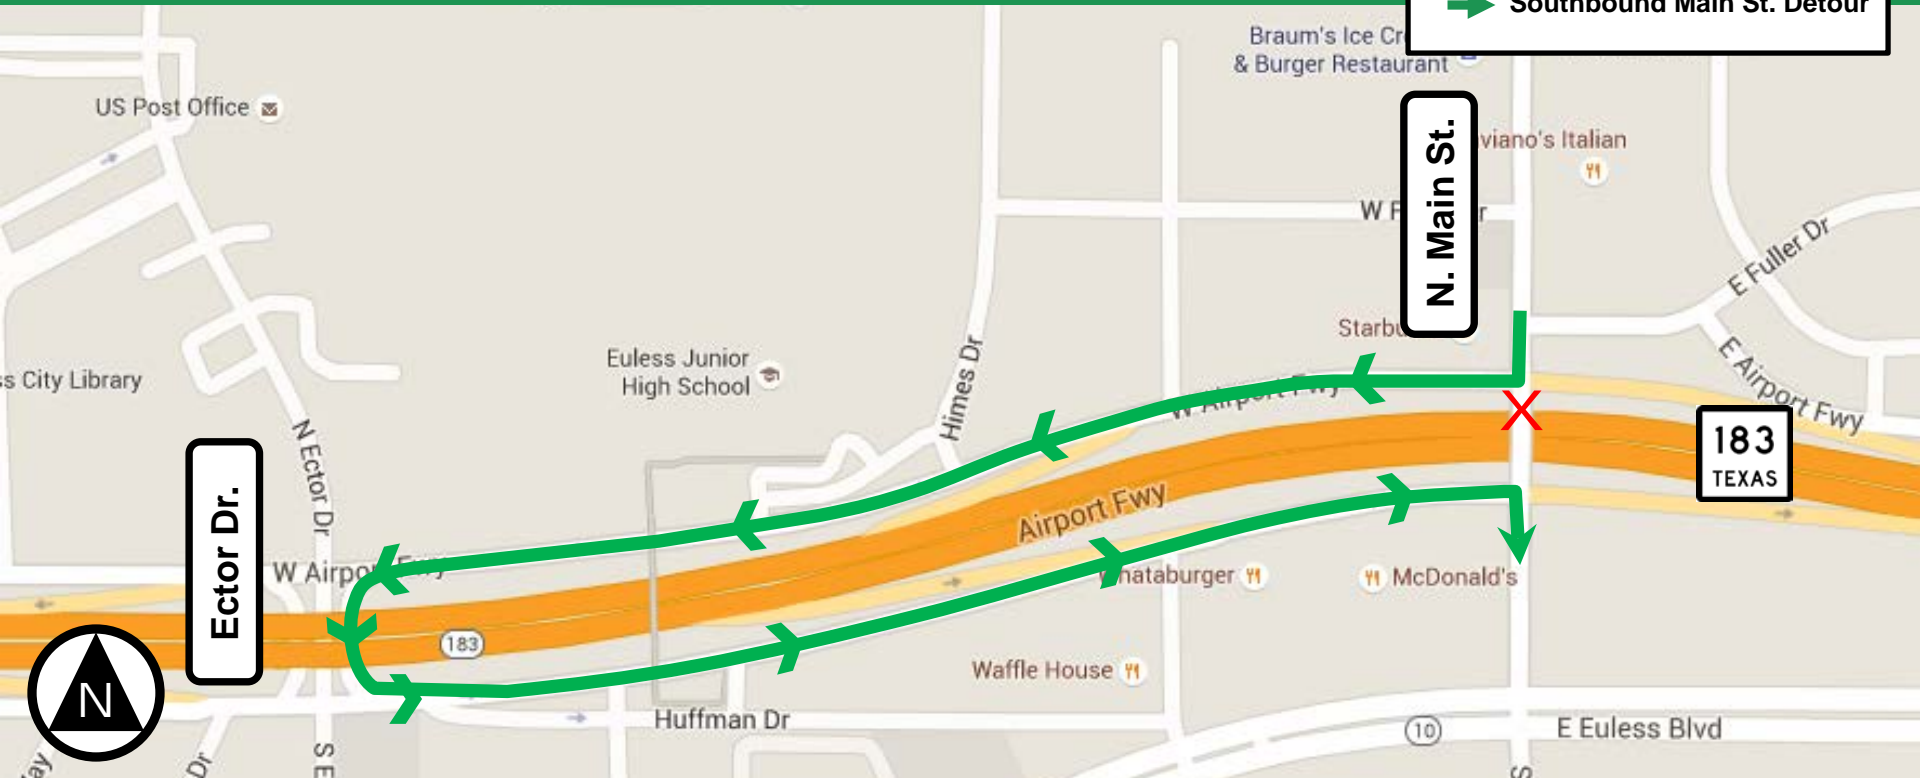 Southbound Main St. Detour
Braum's Ice Cr
& Burger Restaurant
US Post Office
viano's Italian
N. Main St.
W F
r
E Fuller Dr
Starbu
E Airport Fwy
Euless Junior
High School
s City Library
Himes Dr
W Airport Fwy
183
TEXAS
N Ector Dr
Airport Fwy
Ector Dr.
W Airpo Fwy
hataburger
McDonald's
183
N
Waffle House
Huffman Dr
10
E Euless Blvd
S E
Dr
ay
S